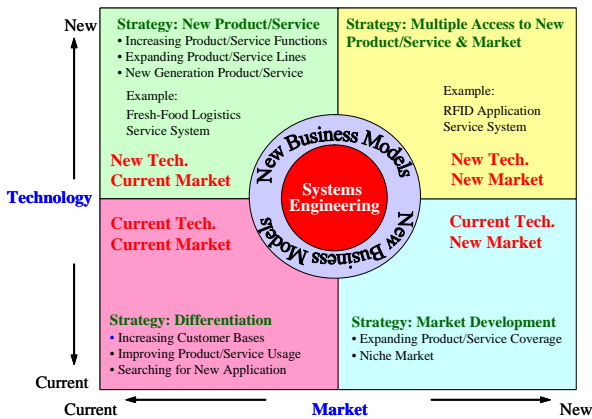 New
Strategy: New Product/Service
• Increasing Product/Service Functions
• Expanding Product/Service Lines
• New Generation Product/Service
Example:
Fresh-Food Logistics
Service System
New Tech.
Current Market
Strategy: Multiple Access to New
Product/Service & Market
Example:
RFID Application
Service System
New Tech.
New Market
Technology
New Business Models
Systems
Engineering
New Business Models
Current Tech.
Current Market
Strategy: Differentiation
• Increasing Customer Bases
• Improving Product/Service Usage
• Searching for New Application
Current Tech.
New Market
Strategy: Market Development
• Expanding Product/Service Coverage
• Niche Market
Current
Current
Market
New